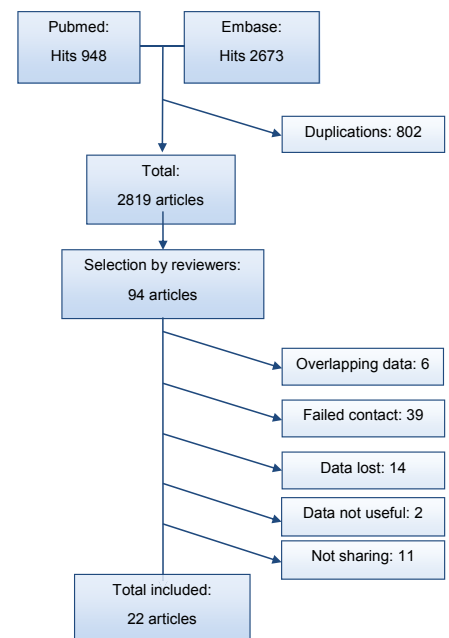 Pubmed:
Hits 948
Embase:
Hits 2673
Duplications: 802
Total:
2819 articles
Selection by reviewers:
94 articles
Overlapping data: 6
Failed contact: 39
Data lost: 14
Data not useful: 2
Not sharing: 11
Total included:
22 articles